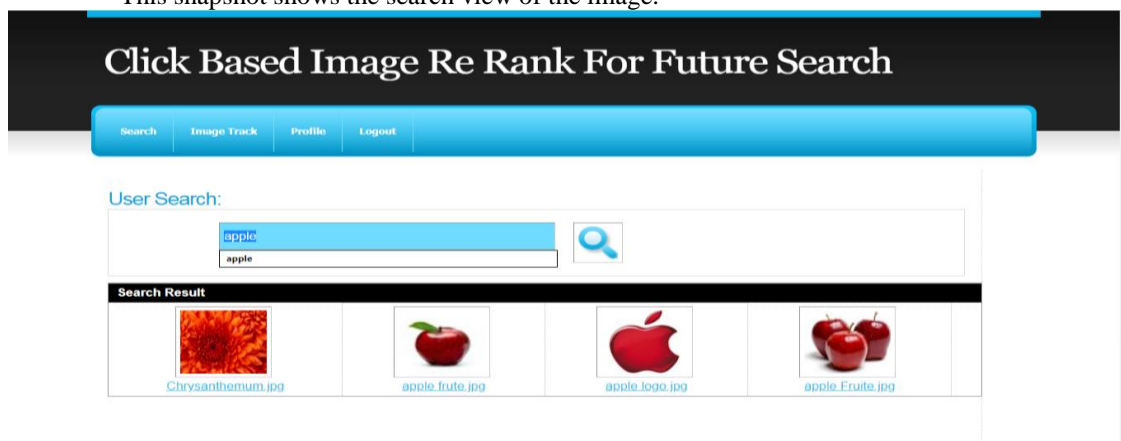 This snapshot shows the search view of the image.
Click Based Image Re Rank For Future Search
Search Image Track Profile Logout
User Search:
apple
apple
Search Result
Chrysanthemum.jpg apple frute.jpg apple logo.jpg apple Fruite.jpg